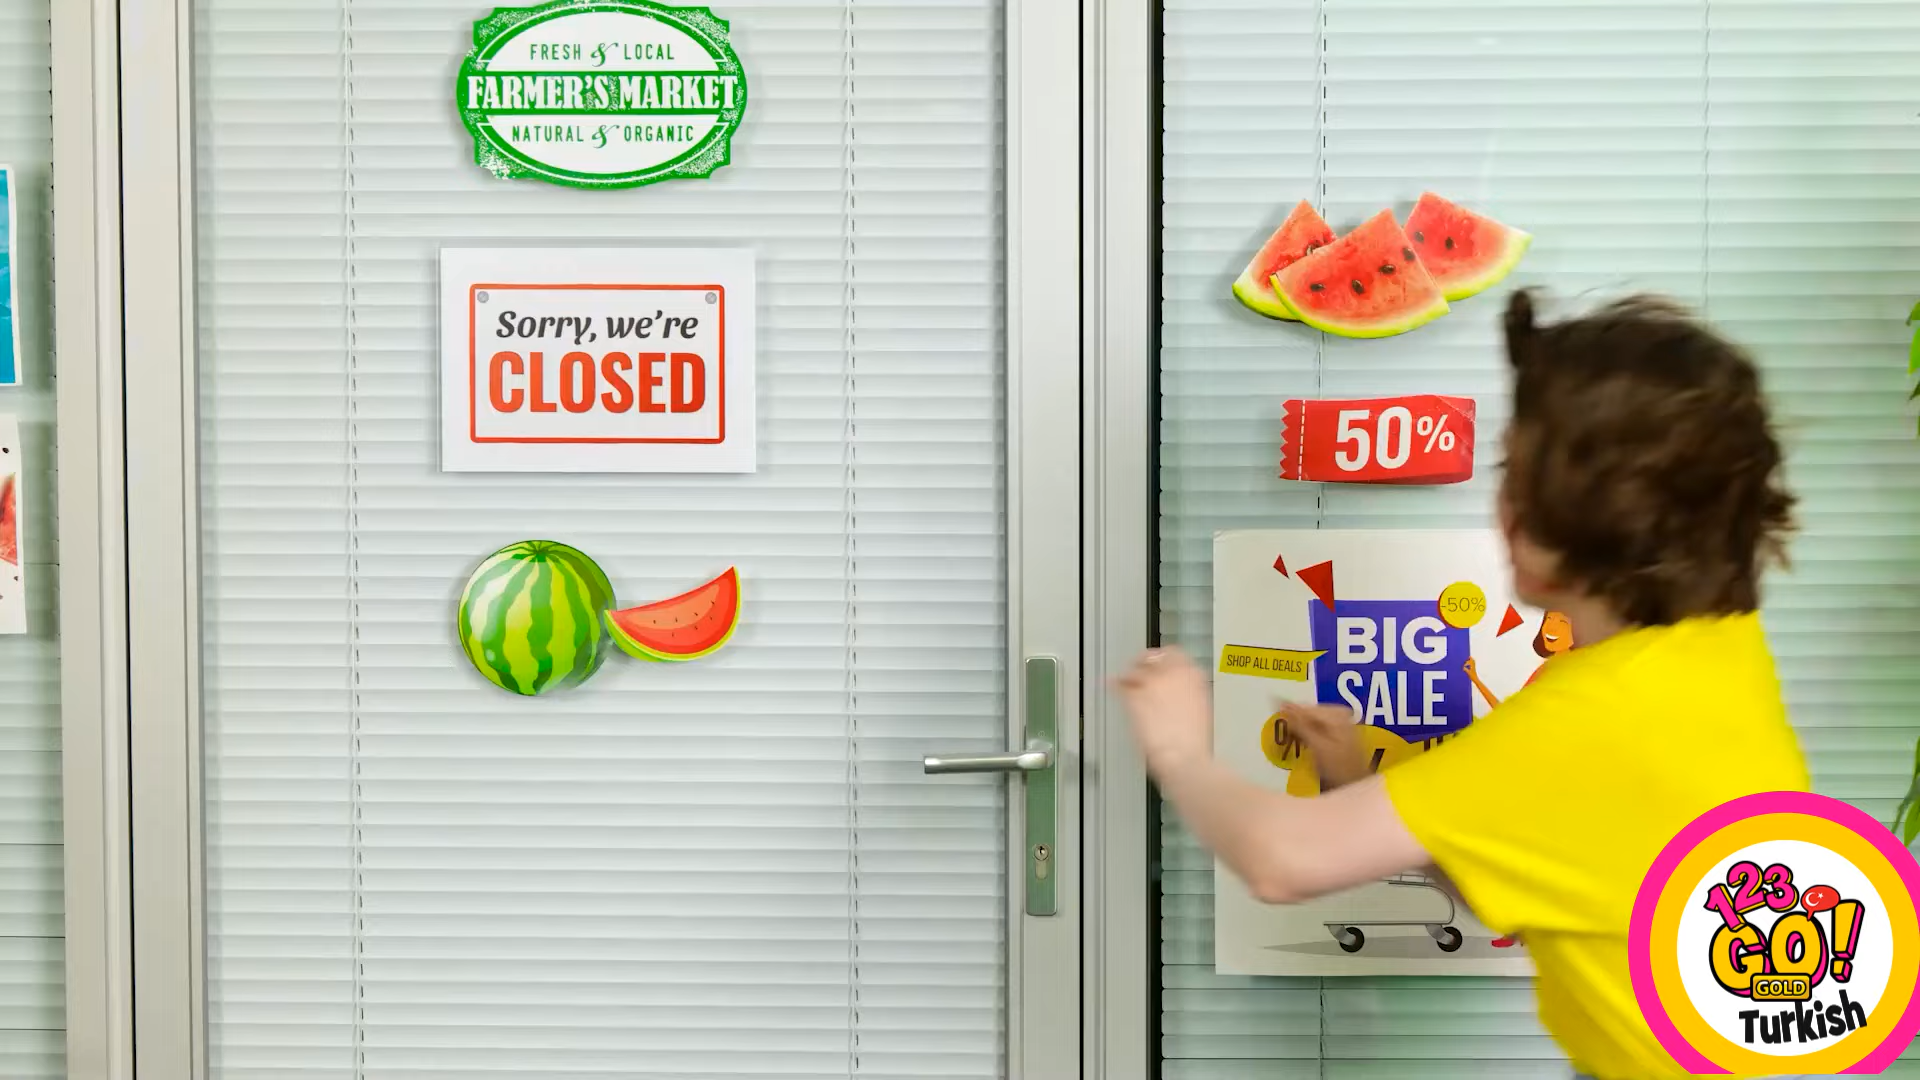 FRESH & LOCAL
FARMER'S MARKET
NATURAL & ORGANIC
Sorry, we're
CLOSED
50%
-50%
BIG
SALE
SHOP ALL DEALS
%
123
GO!
GOLD
Turkish